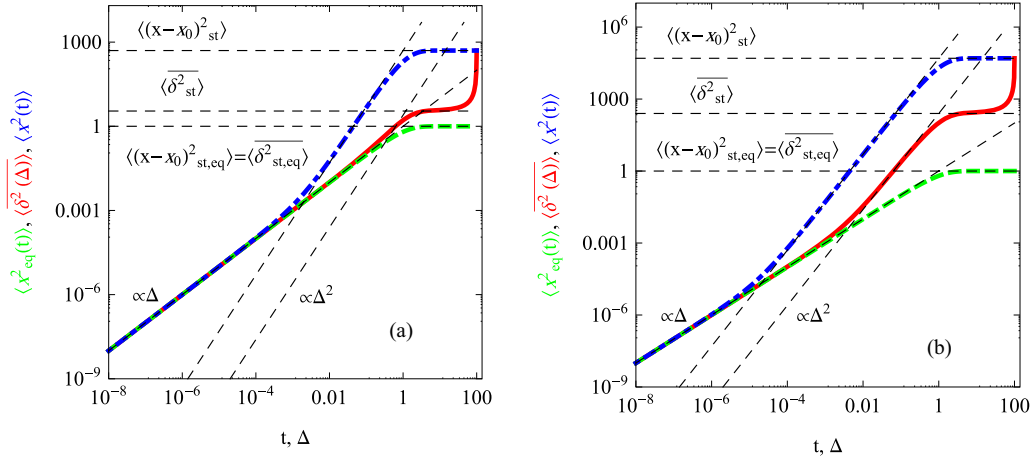 ⟨x²eq(t)⟩, ⟨δ²(Δ)⟩, ⟨x²(t)⟩
1000
1
0.001
10⁻⁶
10⁻⁹
⟨(x−x₀)²st⟩
⟨δ²st⟩
⟨(x−x₀)²st,eq⟩=⟨δ²st,eq⟩
∝Δ
∝Δ²
(a)
10⁻⁸
10⁻⁶
10⁻⁴
0.01
1
100
t, Δ
⟨x²eq(t)⟩, ⟨δ²(Δ)⟩, ⟨x²(t)⟩
10⁶
1000
1
0.001
10⁻⁶
10⁻⁹
⟨(x−x₀)²st⟩
⟨δ²st⟩
⟨(x−x₀)²st,eq⟩=⟨δ²st,eq⟩
∝Δ
∝Δ²
(b)
10⁻⁸
10⁻⁶
10⁻⁴
0.01
1
100
t, Δ